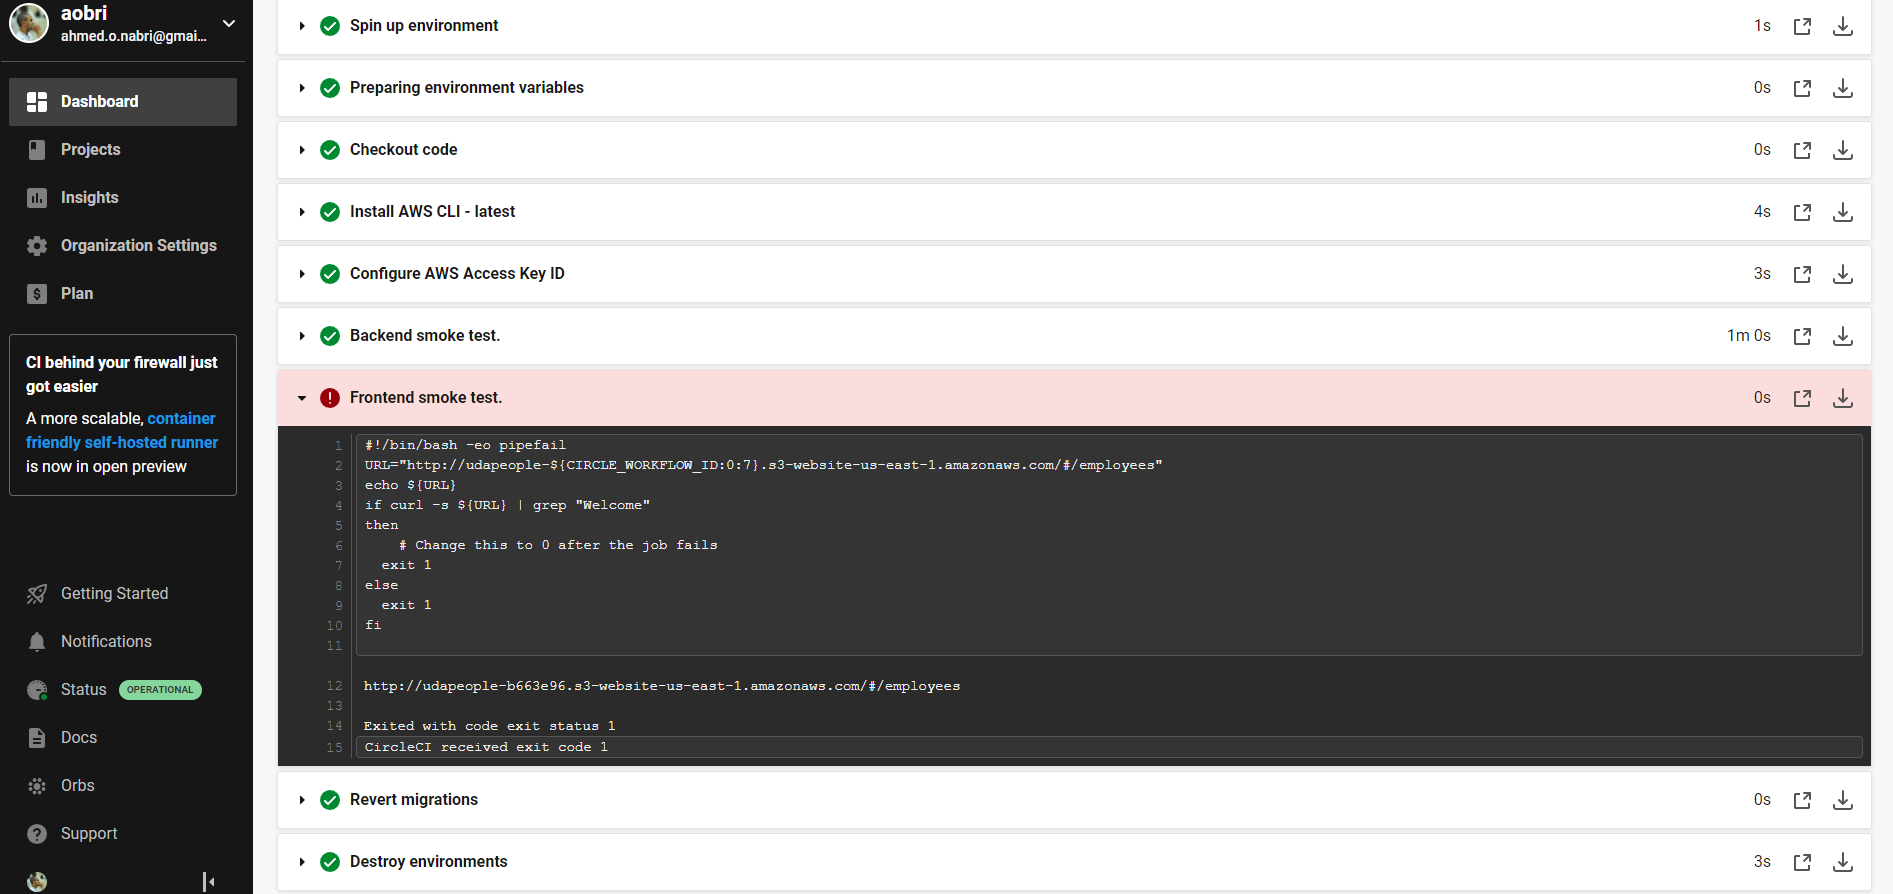 aobri
ahmed.o.nabri@gmai...
Dashboard
Projects
Insights
Organization Settings
Plan
CI behind your firewall just
got easier
A more scalable, container
friendly self-hosted runner
is now in open preview
Getting Started
Notifications
Status OPERATIONAL
Docs
Orbs
Support
Spin up environment 1s
Preparing environment variables 0s
Checkout code 0s
Install AWS CLI - latest 4s
Configure AWS Access Key ID 3s
Backend smoke test. 1m 0s
Frontend smoke test. 0s
1 #!/bin/bash -eo pipefail
2 URL="http://udapeople-${CIRCLE_WORKFLOW_ID:0:7}.s3-website-us-east-1.amazonaws.com/#/employees"
3 echo ${URL}
4 if curl -s ${URL} | grep "Welcome"
5 then
6     # Change this to 0 after the job fails
7   exit 1
8 else
9   exit 1
10 fi
11
12 http://udapeople-b663e96.s3-website-us-east-1.amazonaws.com/#/employees
13
14 Exited with code exit status 1
15 CircleCI received exit code 1
Revert migrations 0s
Destroy environments 3s